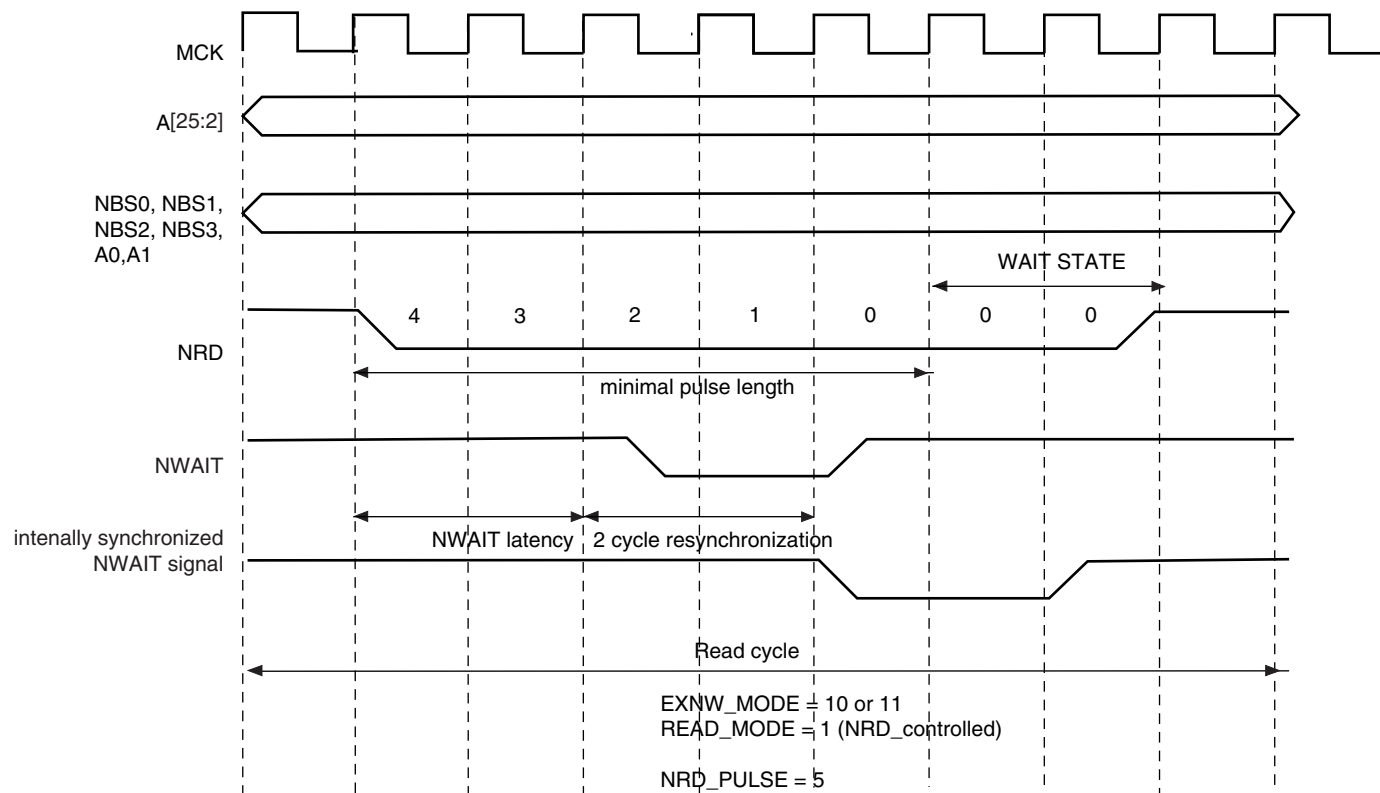 MCK
A[25:2]
NBS0, NBS1,
NBS2, NBS3,
A0,A1
WAIT STATE
4 3 2 1 0 0 0
NRD
minimal pulse length
NWAIT
NWAIT latency 2 cycle resynchronization
intenally synchronized
NWAIT signal
Read cycle
EXNW_MODE = 10 or 11
READ_MODE = 1 (NRD_controlled)
NRD_PULSE = 5